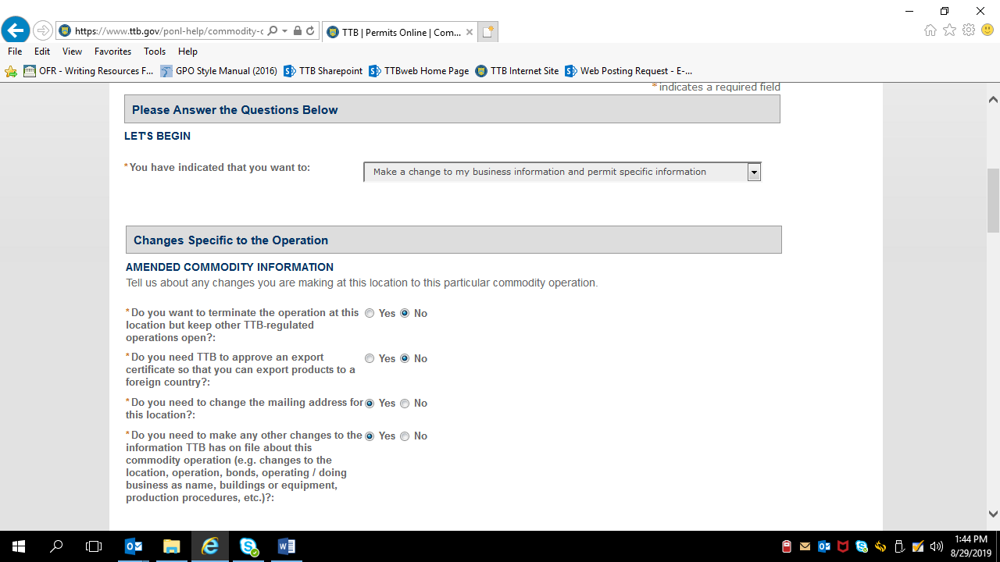 https://www.ttb.gov/ponl-help/commodity-c
TTB | Permits Online | Com...
File Edit View Favorites Tools Help
OFR - Writing Resources F... GPO Style Manual (2016) TTB Sharepoint TTBweb Home Page TTB Internet Site Web Posting Request - E-...
* indicates a required field
Please Answer the Questions Below
LET'S BEGIN
*You have indicated that you want to: Make a change to my business information and permit specific information
Changes Specific to the Operation
AMENDED COMMODITY INFORMATION
Tell us about any changes you are making at this location to this particular commodity operation.
*Do you want to terminate the operation at this Yes No
location but keep other TTB-regulated
operations open?:
*Do you need TTB to approve an export Yes No
certificate so that you can export products to a
foreign country?:
*Do you need to change the mailing address for Yes No
this location?:
*Do you need to make any other changes to the Yes No
information TTB has on file about this
commodity operation (e.g. changes to the
location, operation, bonds, operating / doing
business as name, buildings or equipment,
production procedures, etc.)?:
1:44 PM
8/29/2019